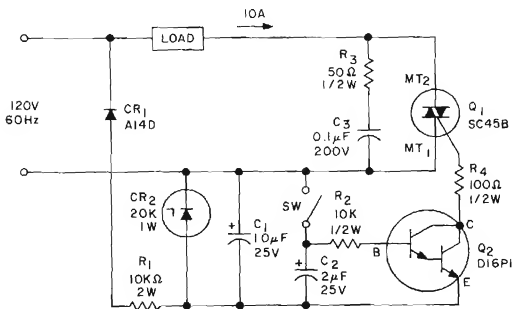 10A
LOAD
120V
60Hz
CR1
A14D
R3
50Ω
1/2W
C3
0.1µF
200V
MT2
MT1
Q1
SC45B
R4
100Ω
1/2W
CR2
20K
1W
R1
10KΩ
2W
+
C1
10µF
25V
SW
R2
10K
1/2W
+
C2
2µF
25V
B
C
E
Q2
D16P1